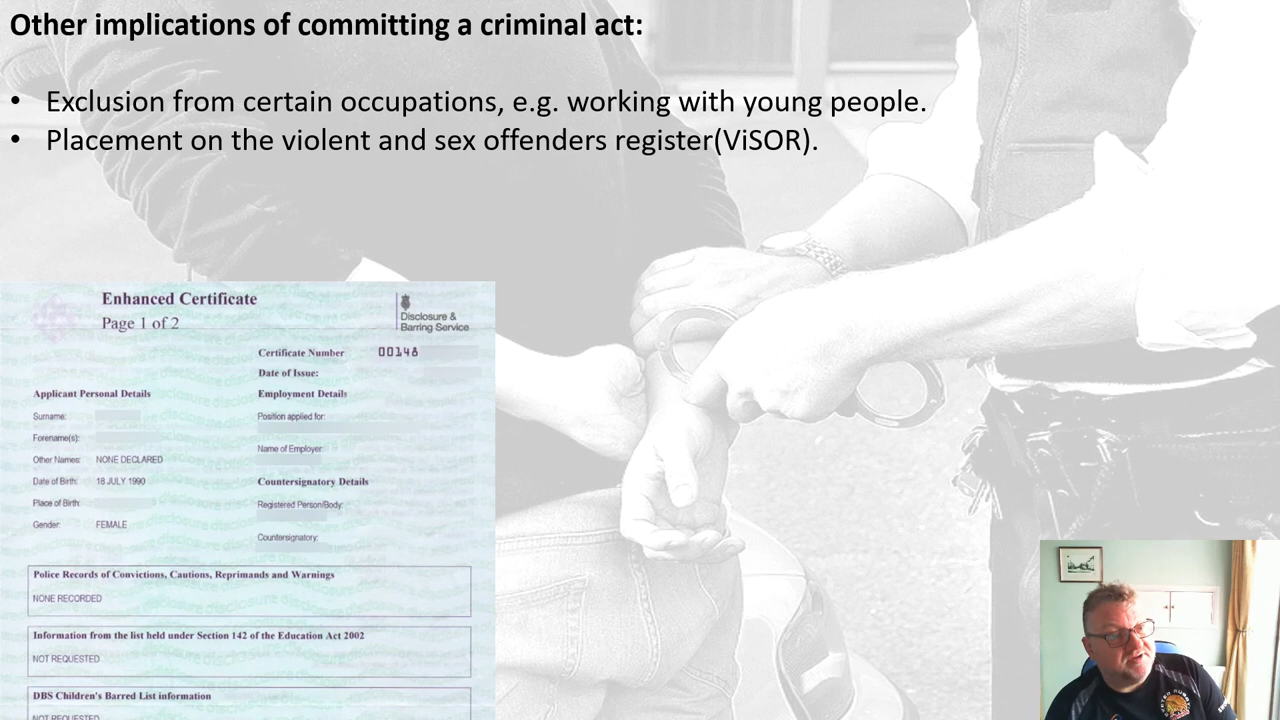 Other implications of committing a criminal act:
• Exclusion from certain occupations, e.g. working with young people.
• Placement on the violent and sex offenders register(ViSOR).
Enhanced Certificate
Page 1 of 2
Disclosure &
Barring Service
Certificate Number 00148
Date of Issue:
Applicant Personal Details
Surname:
Forename(s):
Other Names: NONE DECLARED
Date of Birth: 18 JULY 1990
Place of Birth:
Gender: FEMALE
Employment Details
Position applied for:
Name of Employer:
Countersignatory Details
Registered Person/Body:
Countersignatory:
Police Records of Convictions, Cautions, Reprimands and Warnings
NONE RECORDED
Information from the list held under Section 142 of the Education Act 2002
NOT REQUESTED
DBS Children's Barred List information
NOT REQUESTED